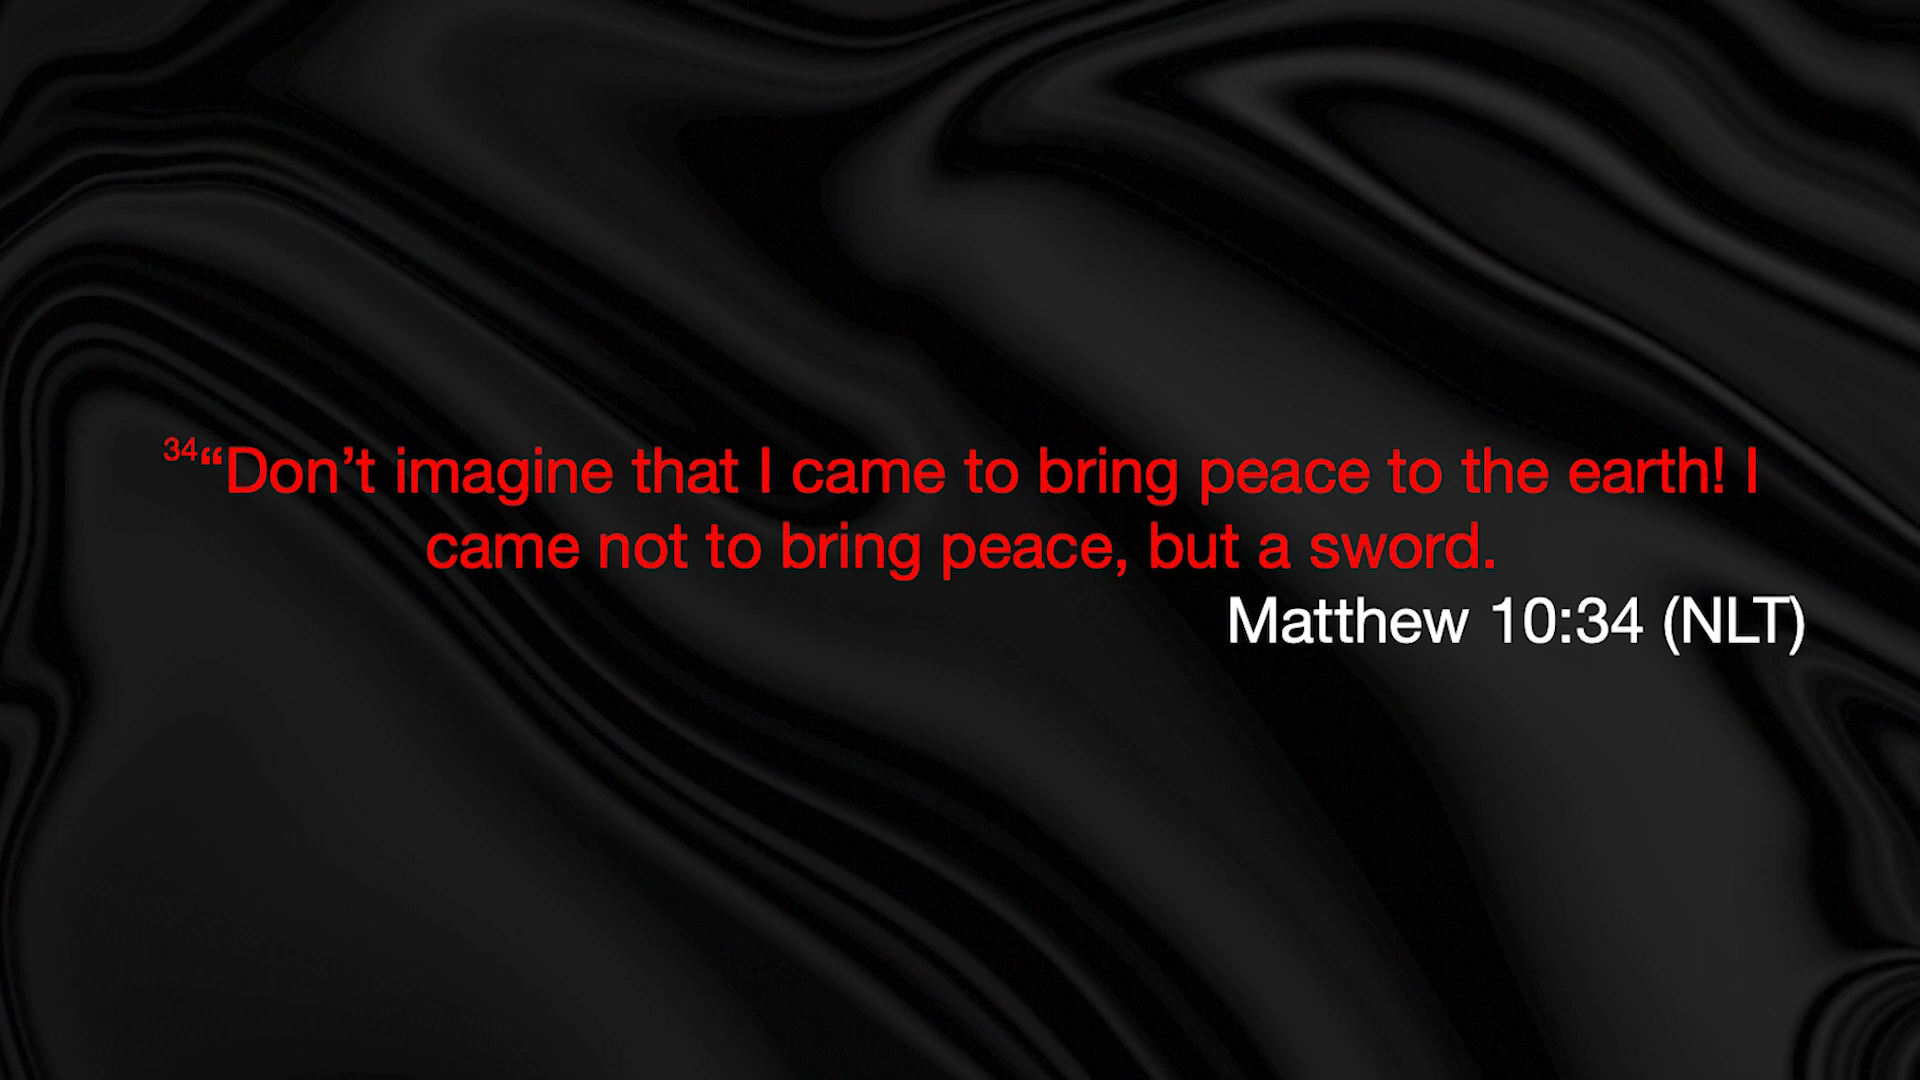 34“Don’t imagine that I came to bring peace to the earth! I
came not to bring peace, but a sword.
Matthew 10:34 (NLT)